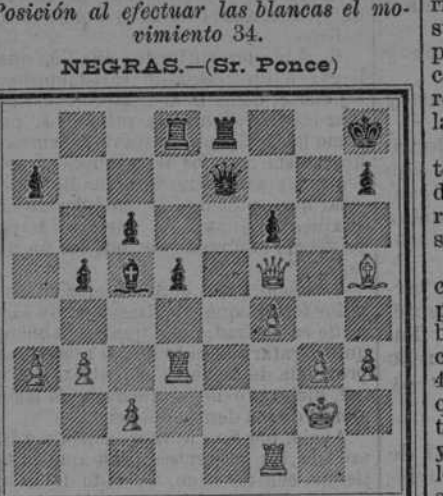 Posición al efectuar las blancas el mo-
vimiento 34.
NEGRAS.—(Sr. Ponce)